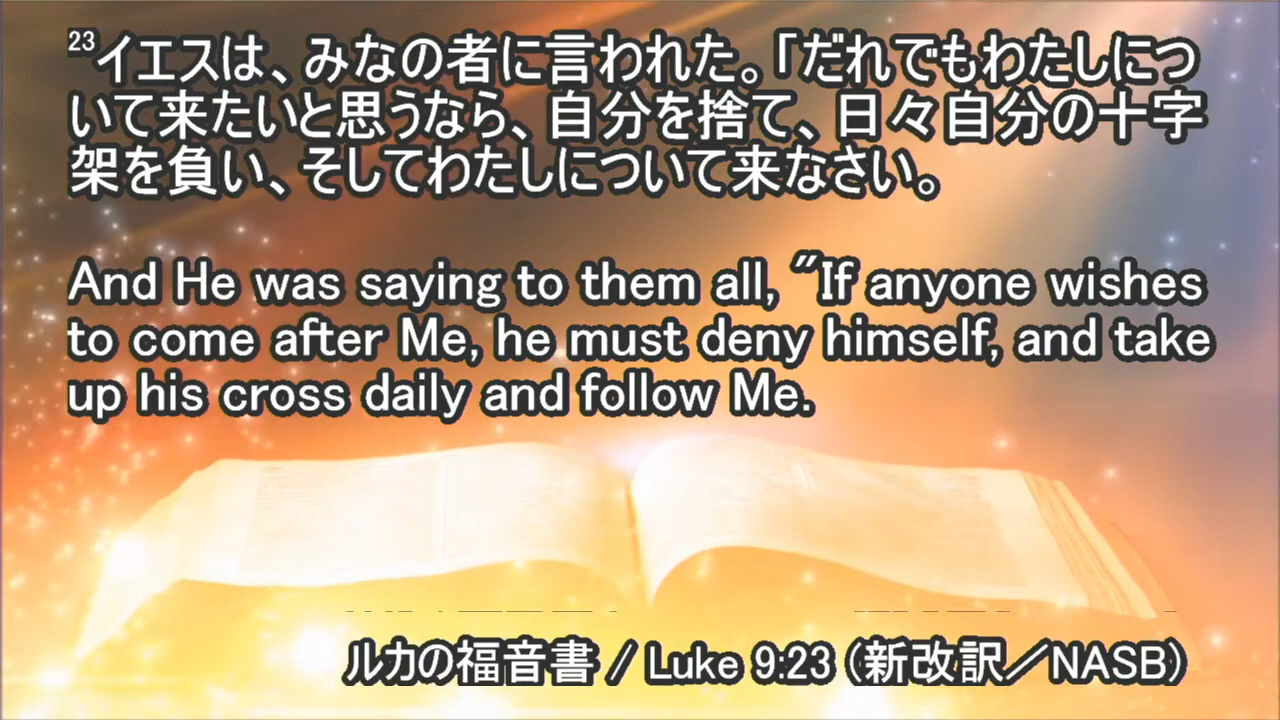 23イエスは、みなの者に言われた。「だれでもわたしにつ
いて来たいと思うなら、自分を捨て、日々自分の十字
架を負い、そしてわたしについて来なさい。
And He was saying to them all, "If anyone wishes
to come after Me, he must deny himself, and take
up his cross daily and follow Me.
ルカの福音書 / Luke 9:23 (新改訳／NASB)